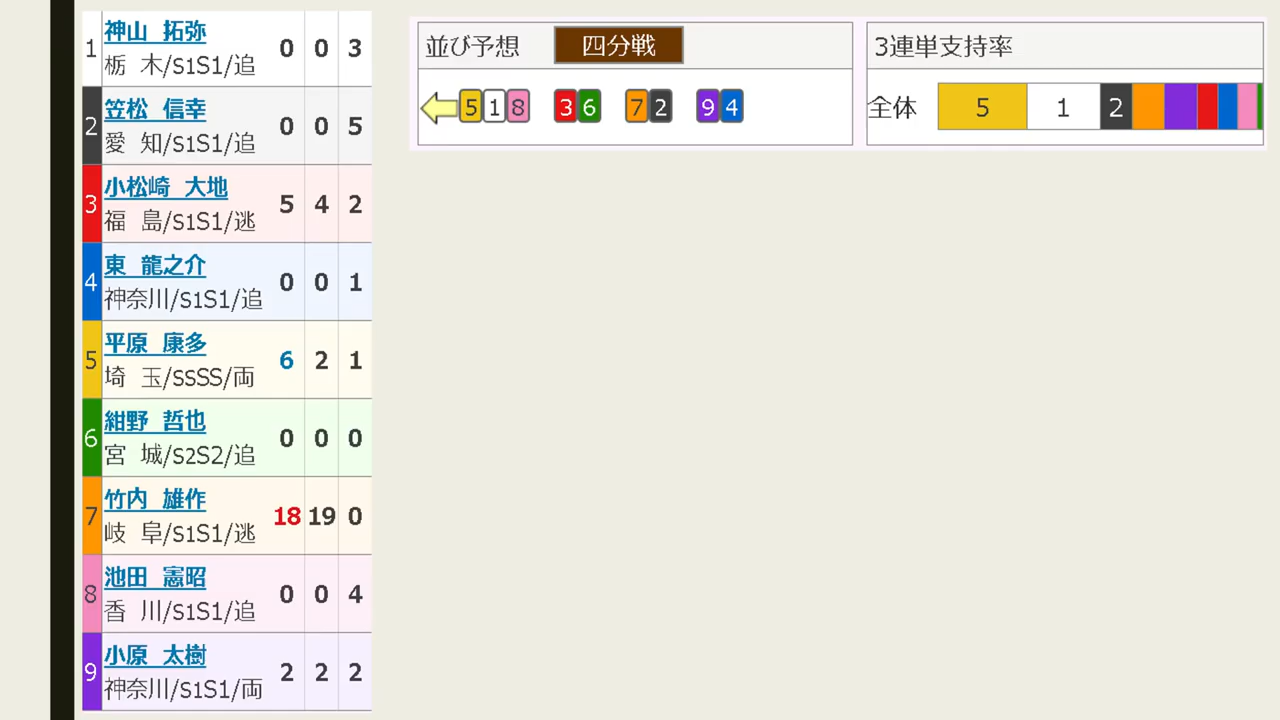 1 神山 拓弥 0 0 3
栃 木/S1S1/追
2 笠松 信幸 0 0 5
愛 知/S1S1/追
3 小松崎 大地 5 4 2
福 島/S1S1/逃
4 東 龍之介 0 0 1
神奈川/S1S1/追
5 平原 康多 6 2 1
埼 玉/SSSS/両
6 紺野 哲也 0 0 0
宮 城/S2S2/追
7 竹内 雄作 18 19 0
岐 阜/S1S1/逃
8 池田 憲昭 0 0 4
香 川/S1S1/追
9 小原 太樹 2 2 2
神奈川/S1S1/両
並び予想 四分戦
5 1 8 3 6 7 2 9 4
3連単支持率
全体 5 1 2